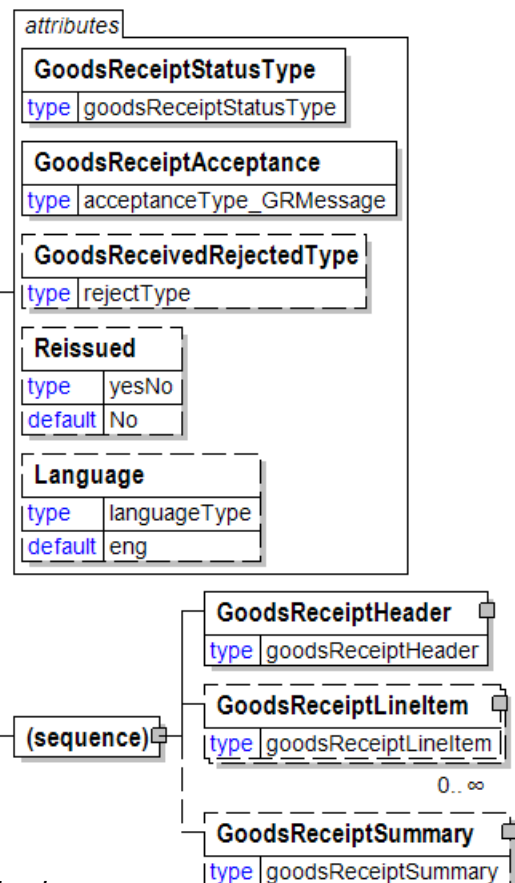 attributes
GoodsReceiptStatusType
type goodsReceiptStatusType
GoodsReceiptAcceptance
type acceptanceType_GRMessage
GoodsReceivedRejectedType
type rejectType
Reissued
type yesNo
default No
Language
type languageType
default eng
GoodsReceiptHeader
type goodsReceiptHeader
GoodsReceiptLineItem
(sequence)
type goodsReceiptLineItem
0..∞
GoodsReceiptSummary
type goodsReceiptSummary